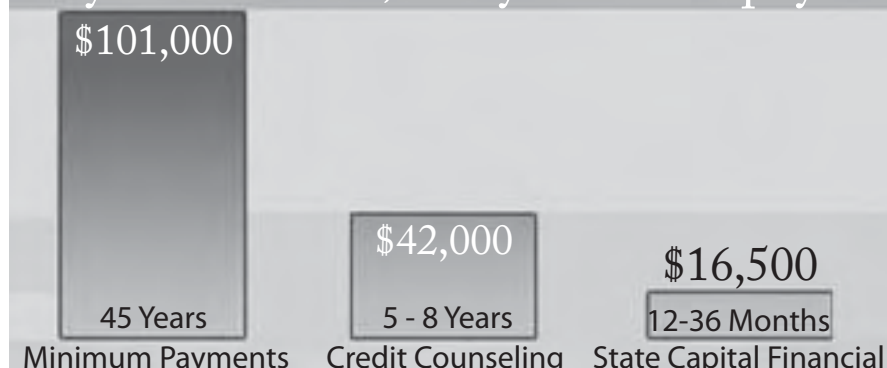 $101,000
$42,000
$16,500
45 Years
5 - 8 Years
12-36 Months
Minimum Payments
Credit Counseling
State Capital Financial